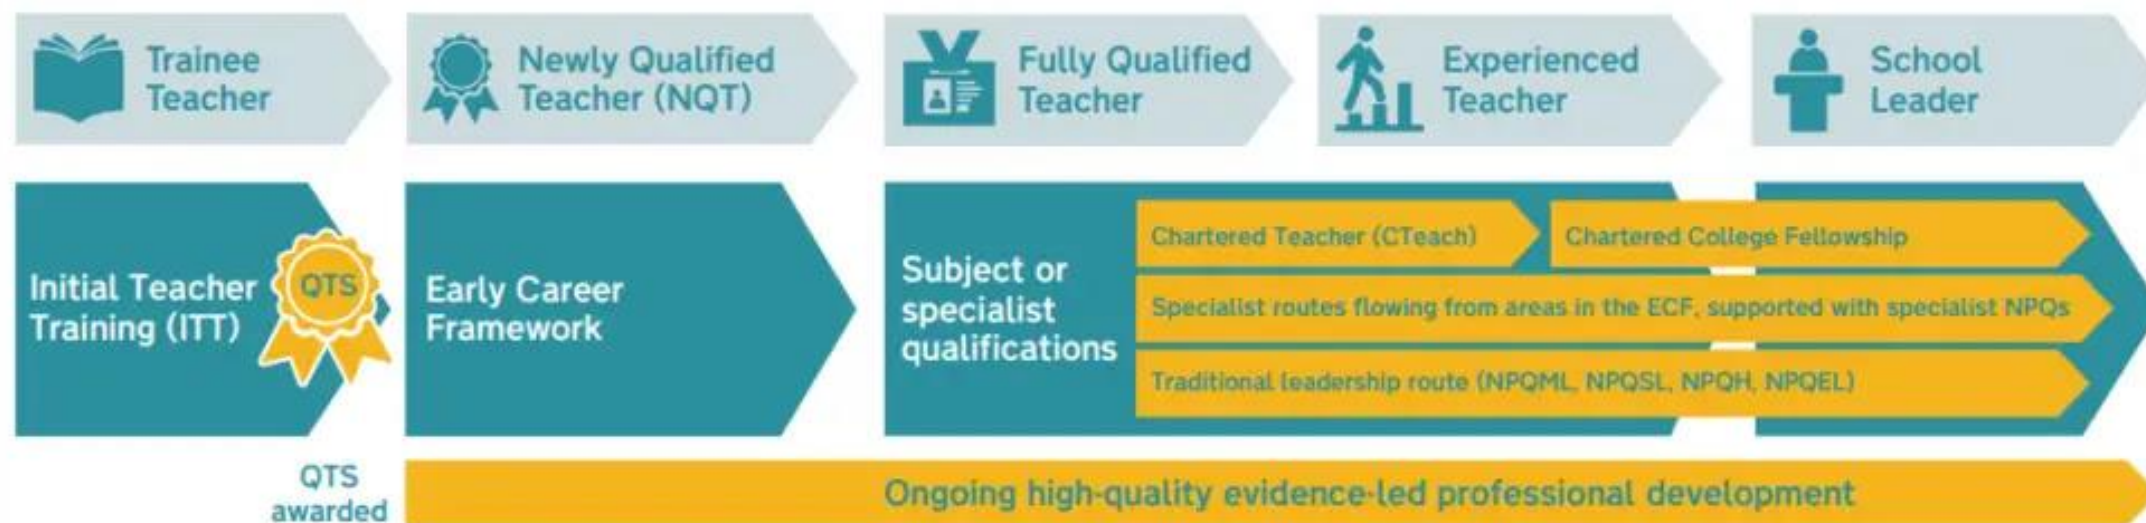 Trainee
Teacher
Newly Qualified
Teacher (NQT)
Fully Qualified
Teacher
Experienced
Teacher
School
Leader
Initial Teacher
Training (ITT)
QTS
Early Career
Framework
Subject or
specialist
qualifications
Chartered Teacher (CTeach)
Chartered College Fellowship
Specialist routes flowing from areas in the ECF, supported with specialist NPQs
Traditional leadership route (NPQML, NPQSL, NPQH, NPQEL)
QTS
awarded
Ongoing high-quality evidence-led professional development